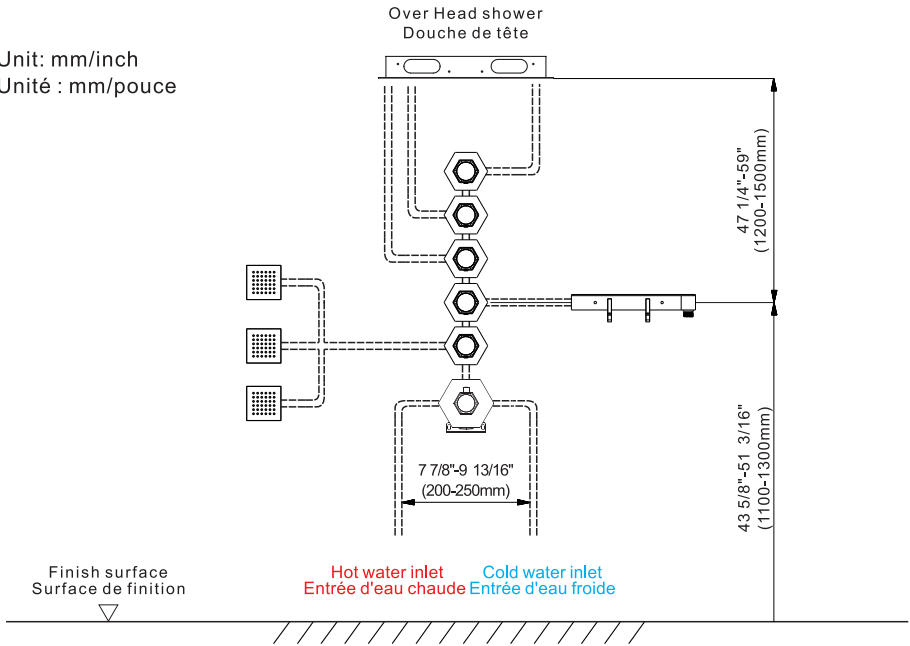 Over Head shower
Douche de tête
Unit: mm/inch
Unité : mm/pouce
47 1/4"-59"
(1200-1500mm)
43 5/8"-51 3/16"
(1100-1300mm)
7 7/8"-9 13/16"
(200-250mm)
Finish surface
Surface de finition
Hot water inlet
Entrée d'eau chaude
Cold water inlet
Entrée d'eau froide